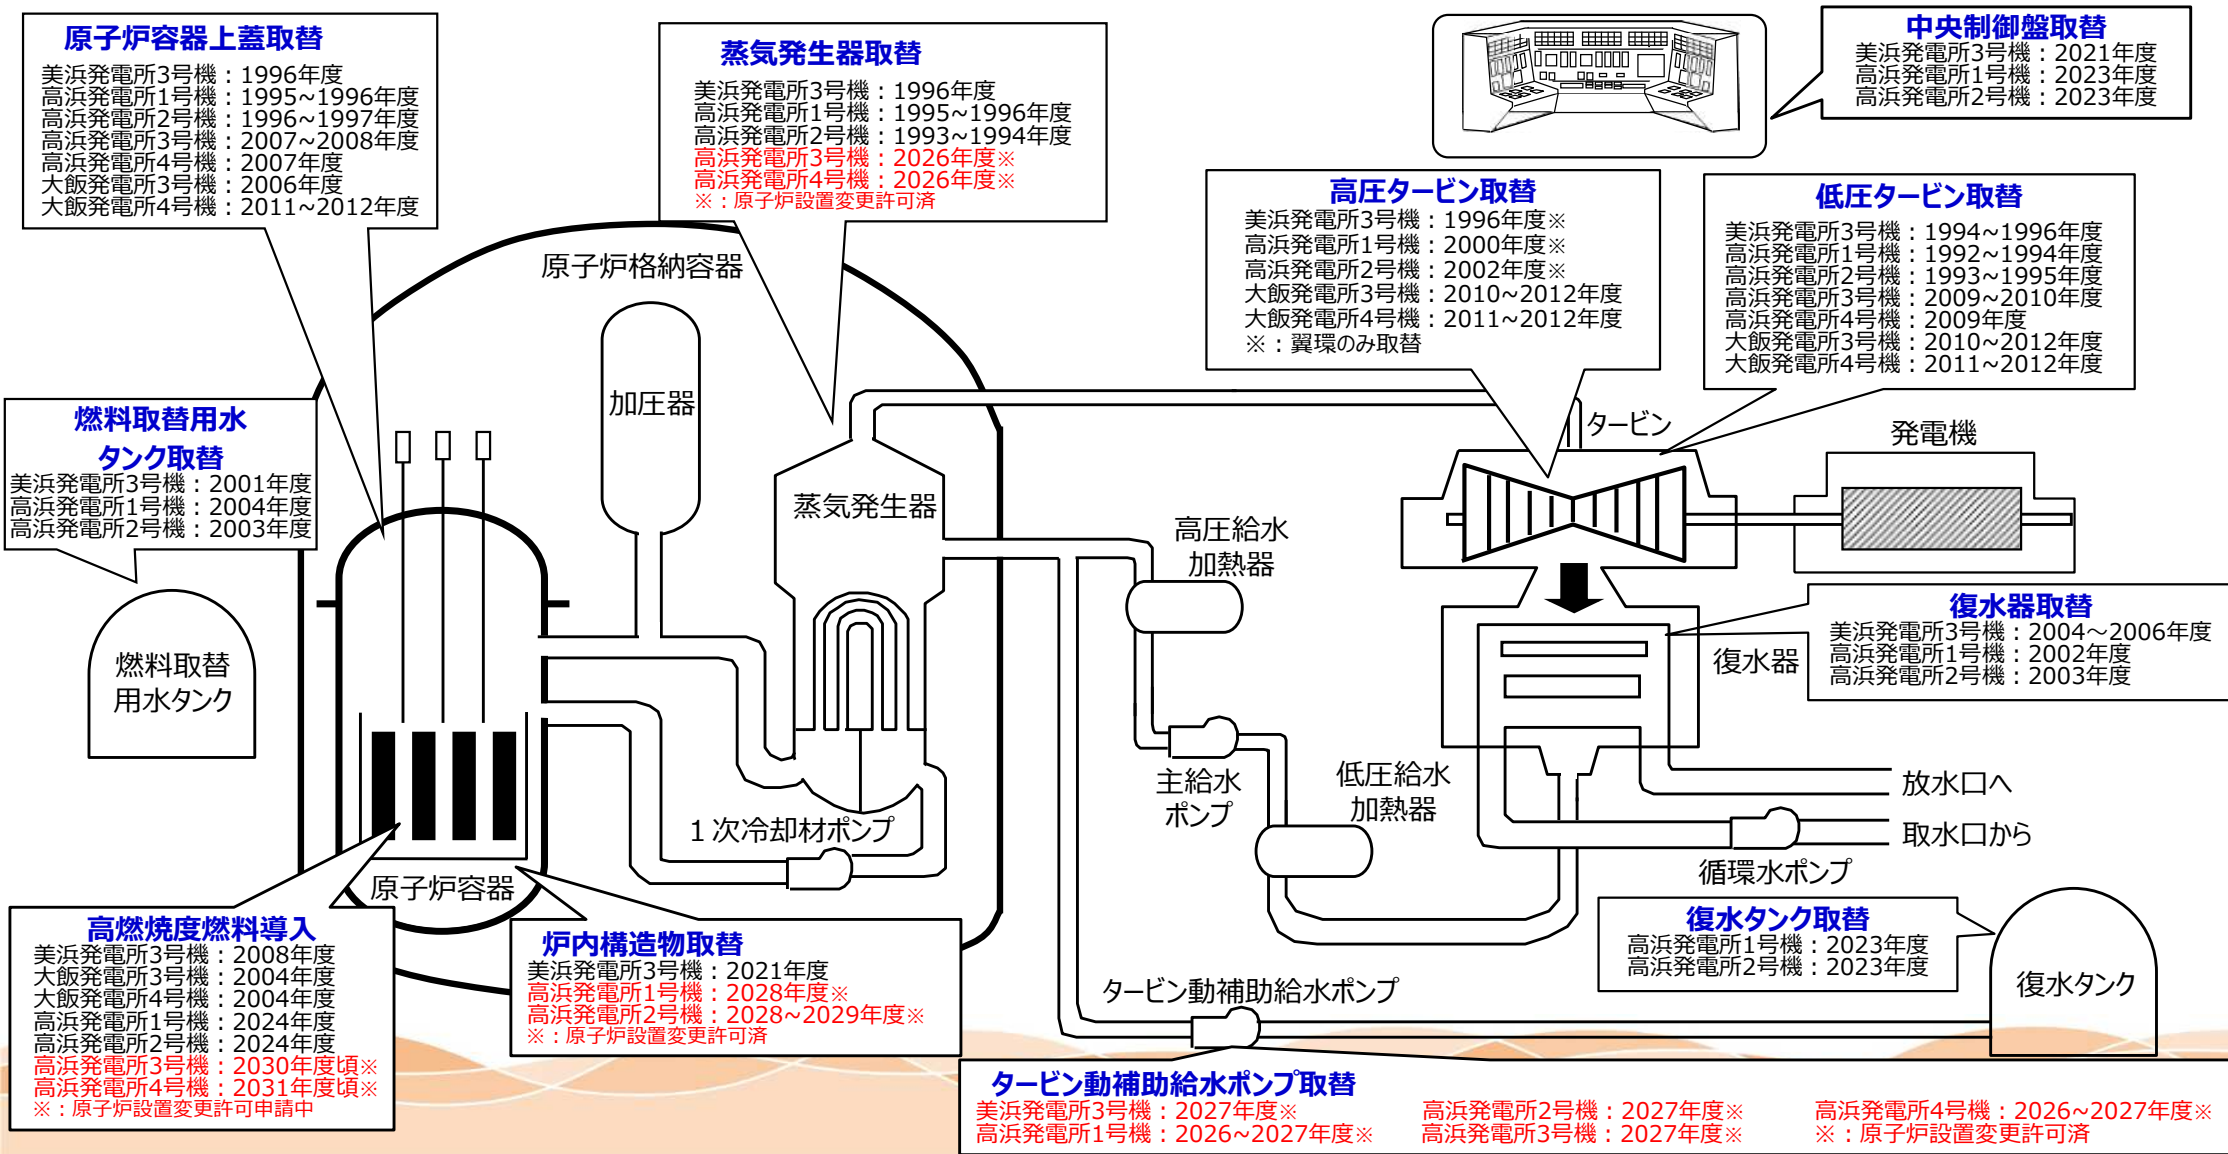 原子炉容器上蓋取替
美浜発電所3号機：1996年度
高浜発電所1号機：1995~1996年度
高浜発電所2号機：1996~1997年度
高浜発電所3号機：2007~2008年度
高浜発電所4号機：2007年度
大飯発電所3号機：2006年度
大飯発電所4号機：2011~2012年度
蒸気発生器取替
美浜発電所3号機：1996年度
高浜発電所1号機：1995~1996年度
高浜発電所2号機：1993~1994年度
高浜発電所3号機：2026年度※
高浜発電所4号機：2026年度※
※：原子炉設置変更許可済
中央制御盤取替
美浜発電所3号機：2021年度
高浜発電所1号機：2023年度
高浜発電所2号機：2023年度
高圧タービン取替
美浜発電所3号機：1996年度※
高浜発電所1号機：2000年度※
高浜発電所2号機：2002年度※
大飯発電所3号機：2010~2012年度
大飯発電所4号機：2011~2012年度
※：翼環のみ取替
低圧タービン取替
美浜発電所3号機：1994~1996年度
高浜発電所1号機：1992~1994年度
高浜発電所2号機：1993~1995年度
高浜発電所3号機：2009~2010年度
高浜発電所4号機：2009年度
大飯発電所3号機：2010~2012年度
大飯発電所4号機：2011~2012年度
原子炉格納容器
加圧器
蒸気発生器
タービン
発電機
燃料取替用水
タンク取替
美浜発電所3号機：2001年度
高浜発電所1号機：2004年度
高浜発電所2号機：2003年度
高圧給水
加熱器
復水器取替
美浜発電所3号機：2004～2006年度
高浜発電所1号機：2002年度
高浜発電所2号機：2003年度
燃料取替
用水タンク
復水器
主給水
ポンプ
低圧給水
加熱器
放水口へ
取水口から
循環水ポンプ
１次冷却材ポンプ
原子炉容器
高燃焼度燃料導入
美浜発電所3号機：2008年度
大飯発電所3号機：2004年度
大飯発電所4号機：2004年度
高浜発電所1号機：2024年度
高浜発電所2号機：2024年度
高浜発電所3号機：2030年度頃※
高浜発電所4号機：2031年度頃※
※：原子炉設置変更許可申請中
炉内構造物取替
美浜発電所3号機：2021年度
高浜発電所1号機：2028年度※
高浜発電所2号機：2028~2029年度※
※：原子炉設置変更許可済
復水タンク取替
高浜発電所1号機：2023年度
高浜発電所2号機：2023年度
復水タンク
タービン動補助給水ポンプ
タービン動補助給水ポンプ取替
美浜発電所3号機：2027年度※
高浜発電所1号機：2026~2027年度※
高浜発電所2号機：2027年度※
高浜発電所3号機：2027年度※
高浜発電所4号機：2026~2027年度※
※：原子炉設置変更許可済